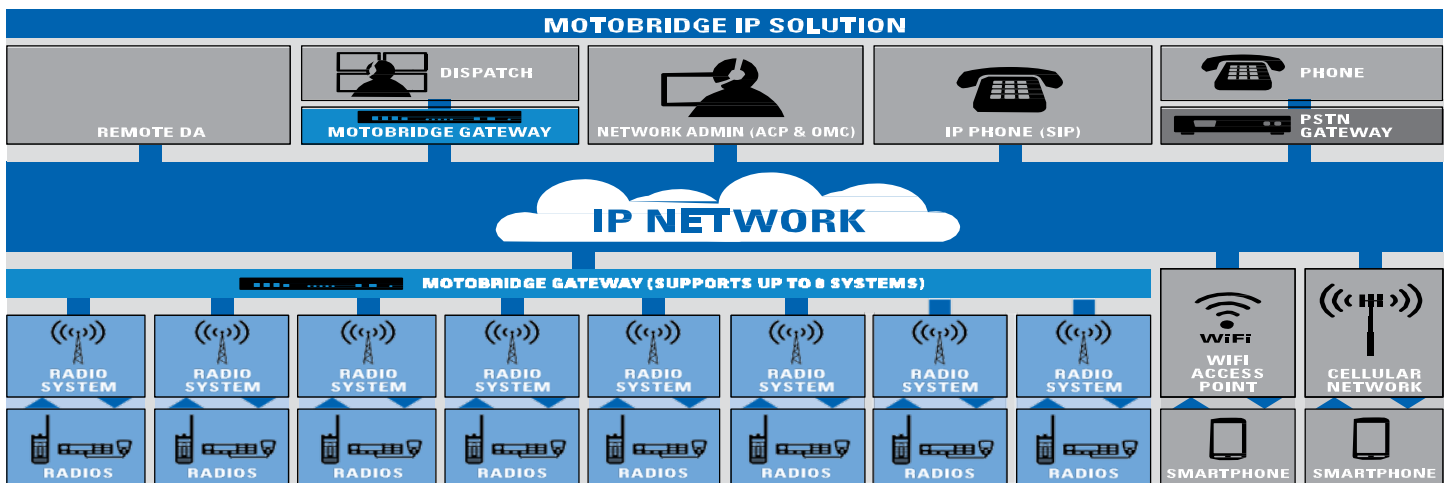 MOTOBRIDGE IP SOLUTION
DISPATCH
PHONE
REMOTE DA
MOTOBRIDGE GATEWAY
NETWORK ADMIN (ACP & OMC)
IP PHONE (SIP)
PSTN
GATEWAY
IP NETWORK
MOTOBRIDGE GATEWAY (SUPPORTS UP TO 8 SYSTEMS)
RADIO
SYSTEM
RADIO
SYSTEM
RADIO
SYSTEM
RADIO
SYSTEM
RADIO
SYSTEM
RADIO
SYSTEM
RADIO
SYSTEM
RADIO
SYSTEM
WiFi
WIFI
ACCESS
POINT
CELLULAR
NETWORK
RADIOS
RADIOS
RADIOS
RADIOS
RADIOS
RADIOS
RADIOS
RADIOS
SMARTPHONE
SMARTPHONE